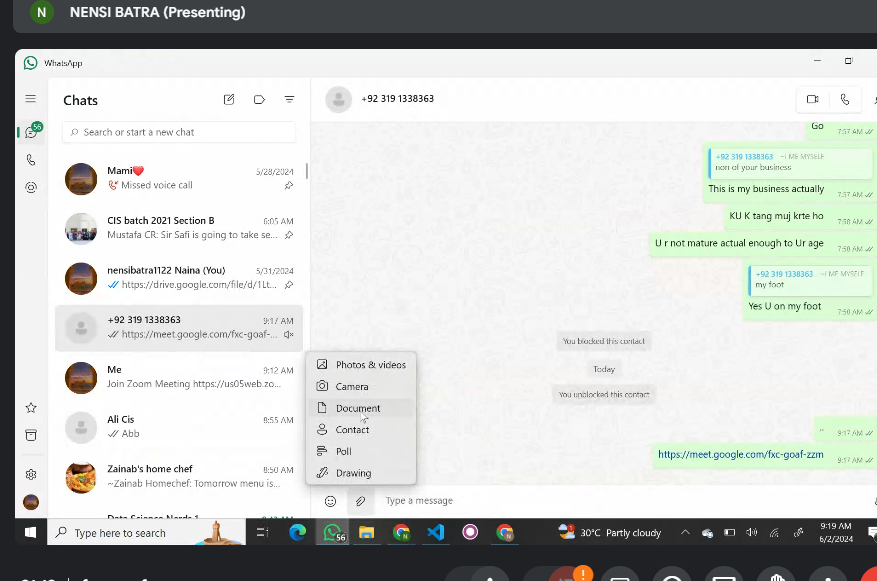 N NENSI BATRA (Presenting)
WhatsApp
Chats
56
Search or start a new chat
Mami❤️ 5/28/2024
Missed voice call
CIS batch 2021 Section B 6:05 AM
Mustafa CR: Sir Safi is going to take se...
nensibatra1122 Naina (You) 5/31/2024
https://drive.google.com/file/d/1Lt...
+92 319 1338363 9:17 AM
https://meet.google.com/fxc-goaf-...
Me 9:12 AM
Join Zoom Meeting https://us05web.zo...
Ali Cis 8:55 AM
Abb
Zainab's home chef 8:50 AM
~Zainab Homechef: Tomorrow menu is...
Data Science Nerds 1
+92 319 1338363
Go 7:57 AM
+92 319 1338363 ~I ME MYSELF
non of your business
This is my business actually 7:57 AM
KU K tang muj krte ho 7:58 AM
U r not mature actual enough to Ur age 7:58 AM
+92 319 1338363 ~I ME MYSELF
my foot
Yes U on my foot 7:50 AM
You blocked this contact
Today
You unblocked this contact
.. 9:17 AM
https://meet.google.com/fxc-goaf-zzm 9:17 AM
Photos & videos
Camera
Document
Contact
Poll
Drawing
Type a message
Type here to search
56
30°C Partly cloudy
9:19 AM
6/2/2024